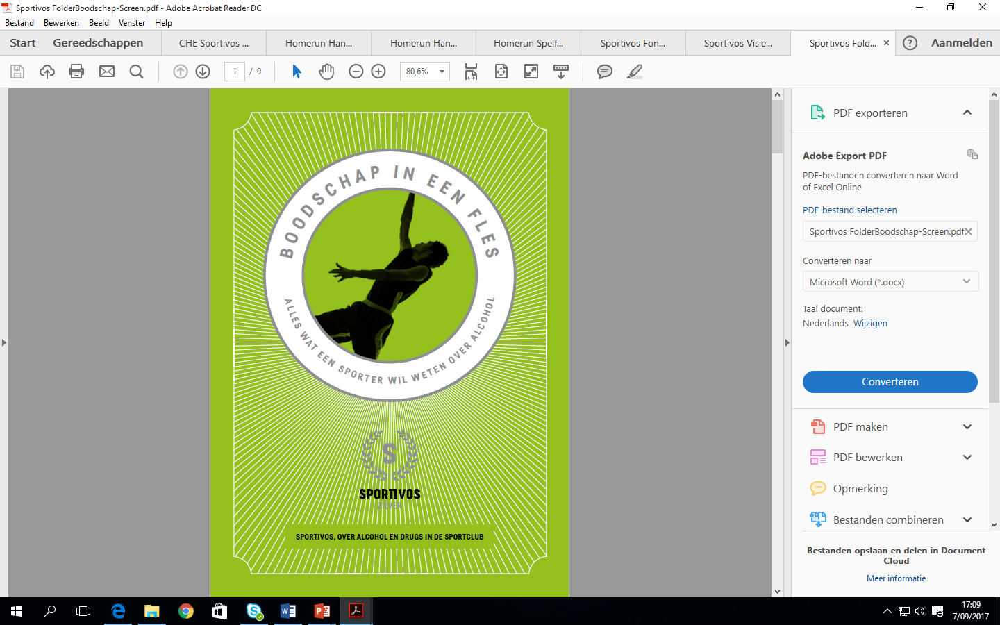 Sportivos FolderBoodschap-Screen.pdf - Adobe Acrobat Reader DC
Bestand Bewerken Beeld Venster Help
Start Gereedschappen CHE Sportivos ... Homerun Han... Homerun Han... Homerun Spelf... Sportivos Fon... Sportivos Visie... Sportivos Fold... × ? Aanmelden
1 / 9 80,6%
BOODSCHAP IN EEN FLES
ALLES WAT EEN SPORTER WIL WETEN OVER ALCOHOL
S
SPORTIVOS
ZILVER
SPORTIVOS, OVER ALCOHOL EN DRUGS IN DE SPORTCLUB
PDF exporteren
Adobe Export PDF
PDF-bestanden converteren naar Word
of Excel Online
PDF-bestand selecteren
Sportivos FolderBoodschap-Screen.pdf
Converteren naar
Microsoft Word (*.docx)
Taal document:
Nederlands Wijzigen
Converteren
PDF maken
PDF bewerken
Opmerking
Bestanden combineren
Bestanden opslaan en delen in Document
Cloud
Meer informatie
17:09
7/09/2017